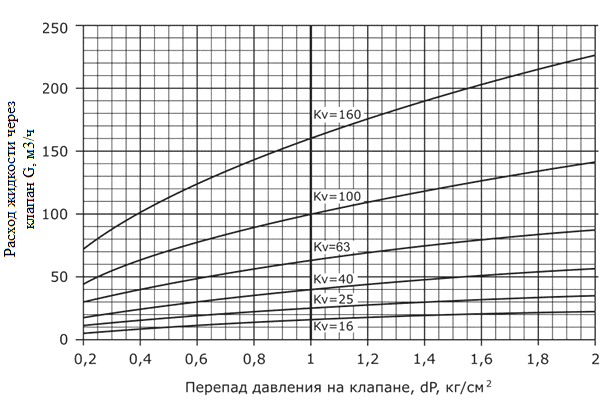 250
200
150
100
50
0
Расход жидкости через
клапан G, м3/ч
Kv=160
Kv=100
Kv=63
Kv=40
Kv=25
Kv=16
0,2 0,4 0,6 0,8 1 1,2 1,4 1,6 1,8 2
Перепад давления на клапане, dP, кг/см²